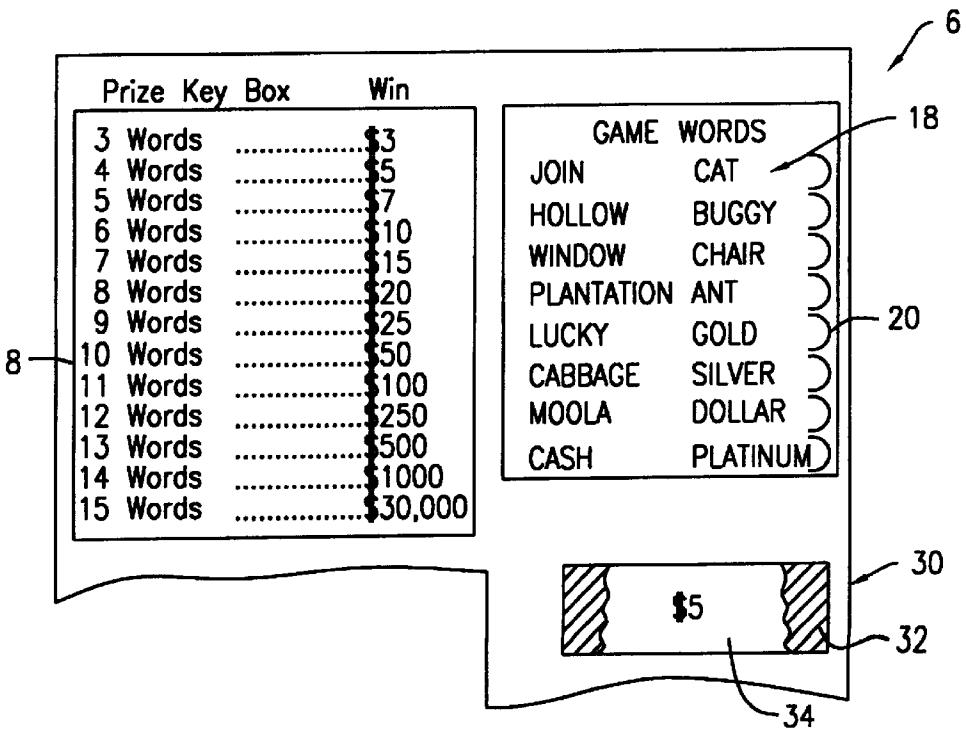 6
Prize Key Box Win
3 Words ..............$3
4 Words ..............$5
5 Words ..............$7
6 Words ..............$10
7 Words ..............$15
8 Words ..............$20
9 Words ..............$25
10 Words ..............$50
11 Words ..............$100
12 Words ..............$250
13 Words ..............$500
14 Words ..............$1000
15 Words ..............$30,000
8
GAME WORDS
18
JOIN CAT
HOLLOW BUGGY
WINDOW CHAIR
PLANTATION ANT
LUCKY GOLD
20
CABBAGE SILVER
MOOLA DOLLAR
CASH PLATINUM
30
$5
32
34